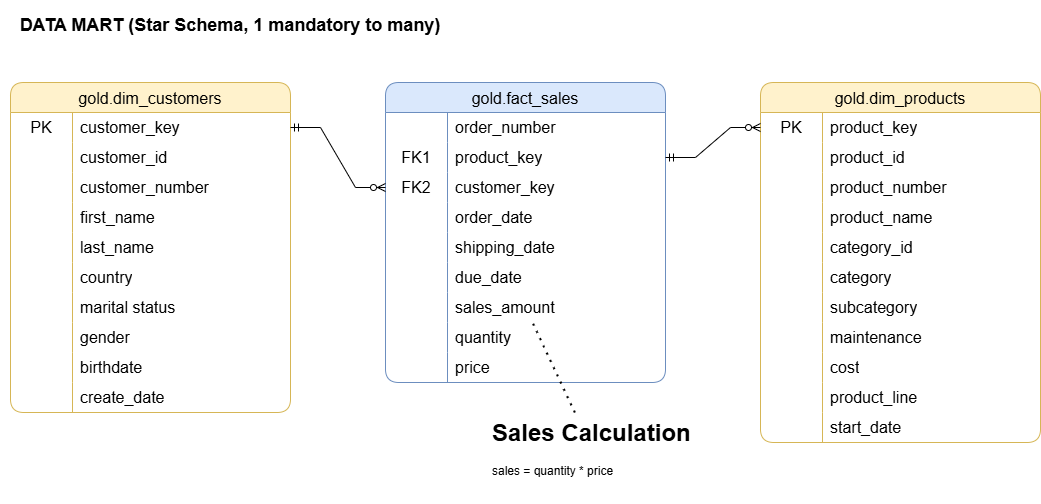 DATA MART (Star Schema, 1 mandatory to many)
gold.dim_customers
PK customer_key
customer_id
customer_number
first_name
last_name
country
marital status
gender
birthdate
create_date
gold.fact_sales
order_number
FK1 product_key
FK2 customer_key
order_date
shipping_date
due_date
sales_amount
quantity
price
Sales Calculation
sales = quantity * price
gold.dim_products
PK product_key
product_id
product_number
product_name
category_id
category
subcategory
maintenance
cost
product_line
start_date